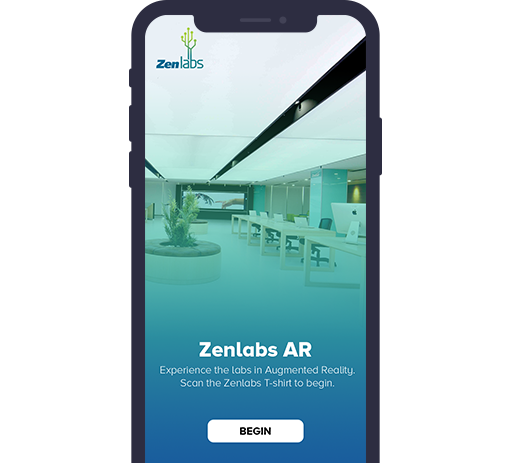 Zenlabs
Zenlabs AR
Experience the labs in Augmented Reality.
Scan the Zenlabs T-shirt to begin.
BEGIN